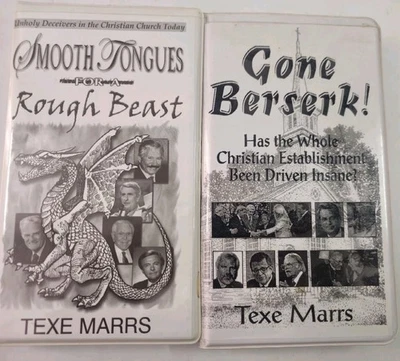 Unholy Deceivers in the Christian Church Today
SMOOTH TONGUES
FOR A
Rough Beast
TEXE MARRS
Gone
Berserk!
Has the Whole
Christian Establishment
Been Driven Insane?
Texe Marrs